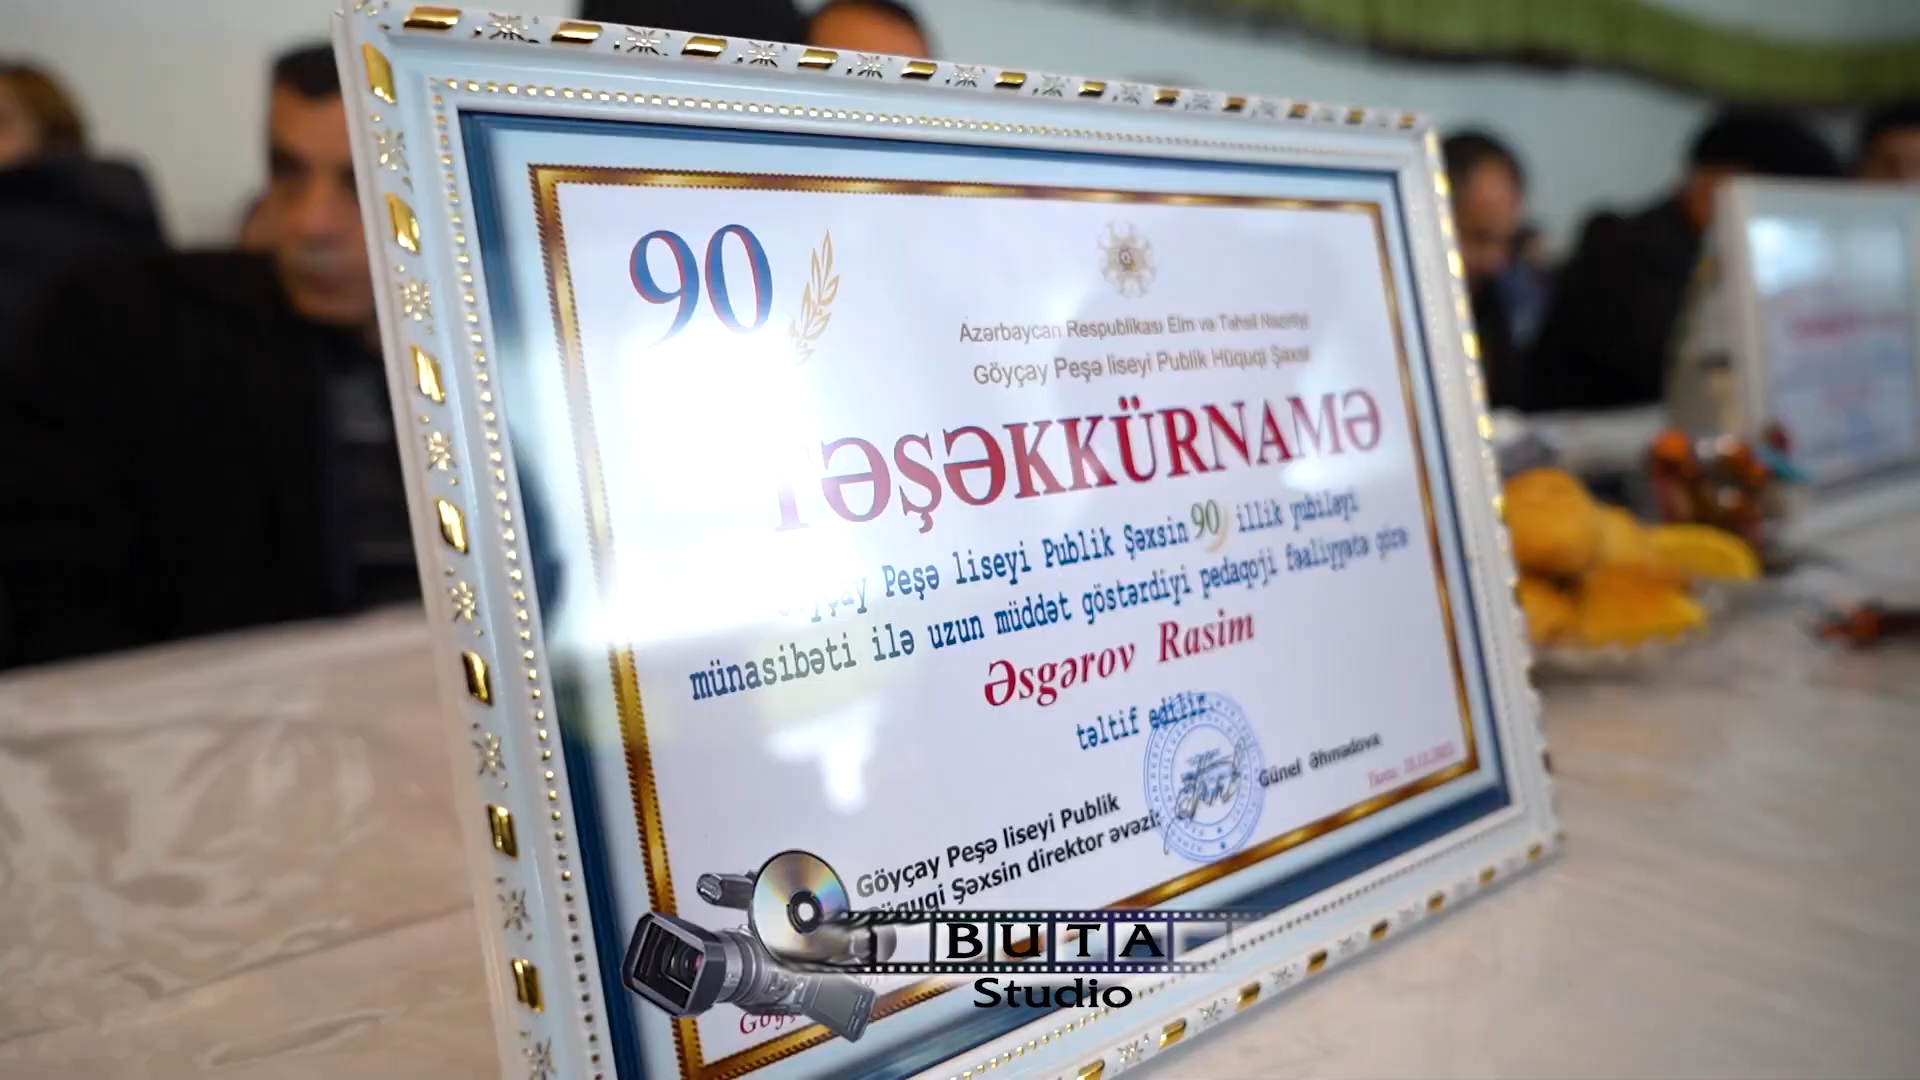 90
Azərbaycan Respublikası Elm və Təhsil Nazirliyi
Göyçay Peşə liseyi Publik Hüquqi Şəxsi
TƏŞƏKKÜRNAMƏ
Göyçay Peşə liseyi Publik Şəxsin 90 illik yubileyi
münasibəti ilə uzun müddət göstərdiyi pedaqoji fəaliyyətə görə
Əsgərov Rasim
təltif edilir.
Göyçay Peşə liseyi Publik
Hüquqi Şəxsin direktor əvəzi:
Günel Əhmədova
BUTA
Studio